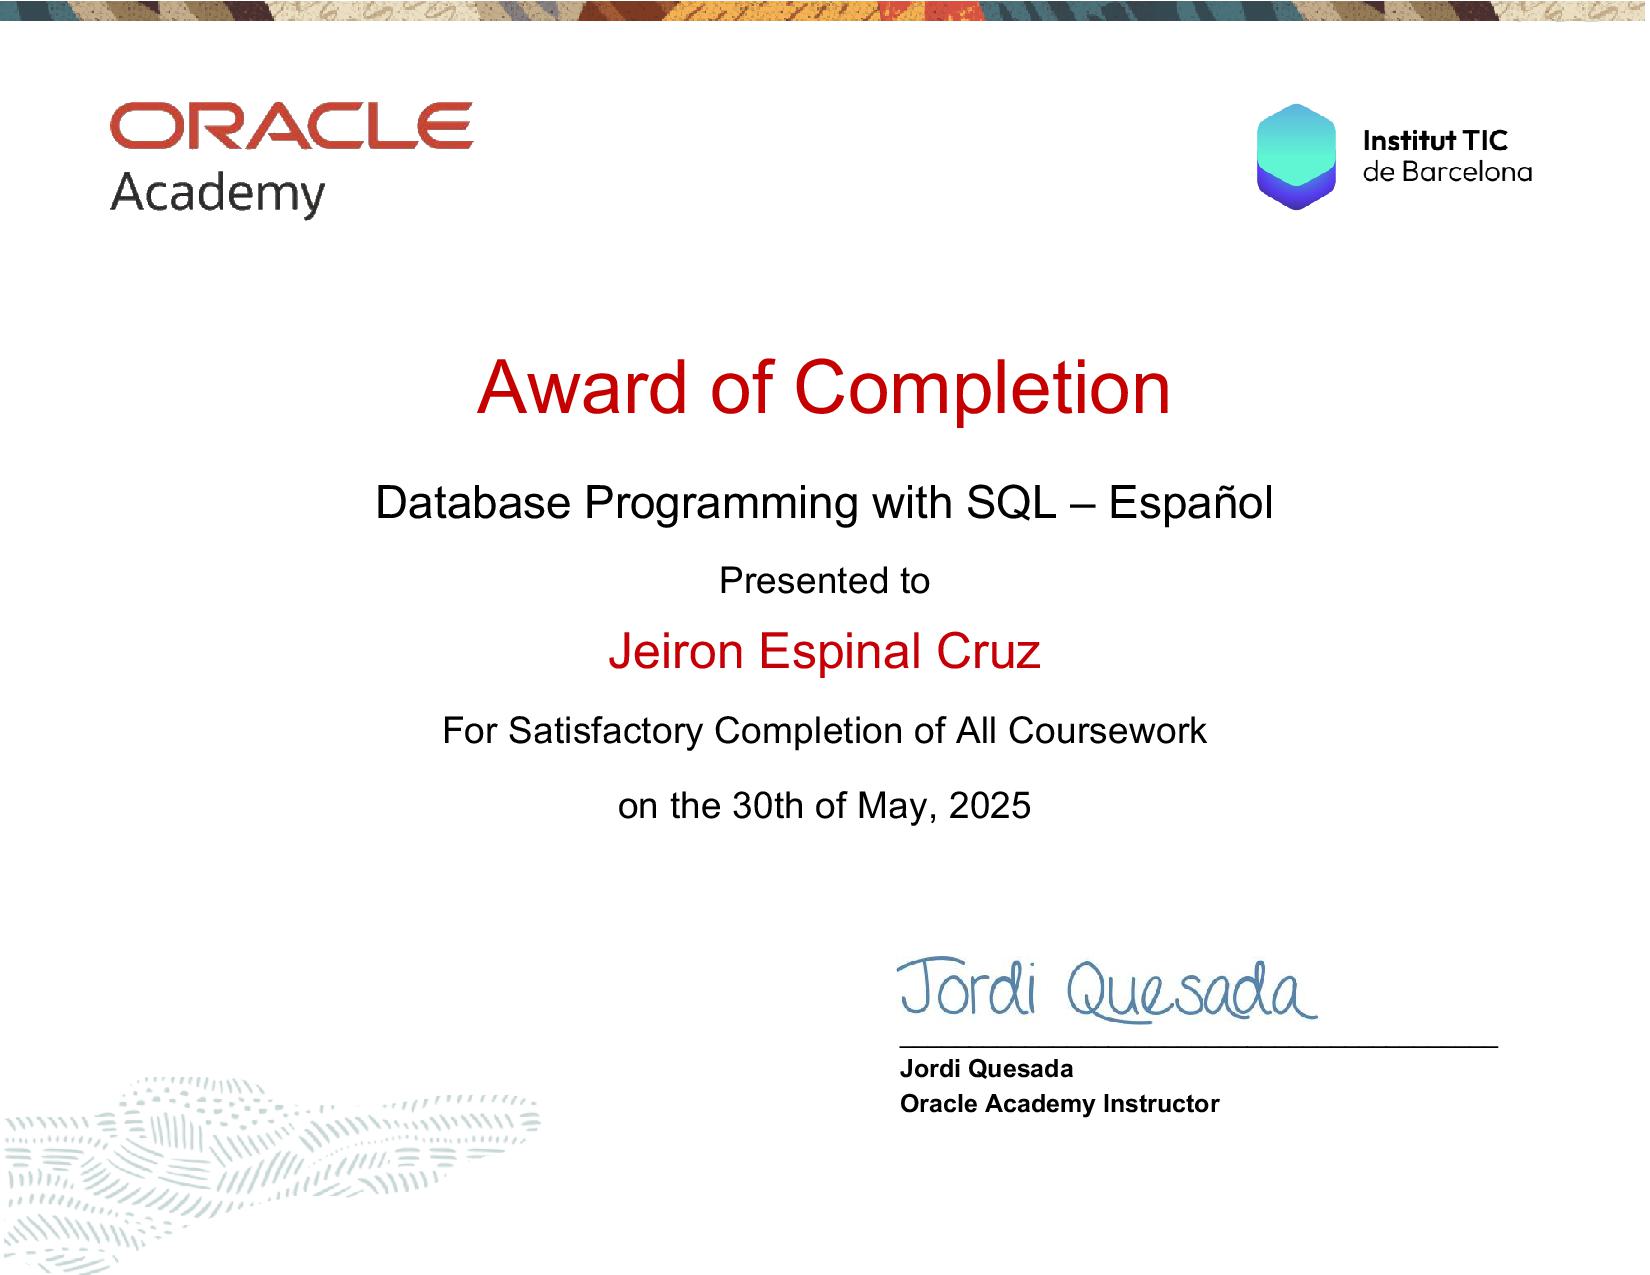 ORACLE
Academy
Institut TIC
de Barcelona
Award of Completion
Database Programming with SQL – Español
Presented to
Jeiron Espinal Cruz
For Satisfactory Completion of All Coursework
on the 30th of May, 2025
Jordi Quesada
Jordi Quesada
Oracle Academy Instructor